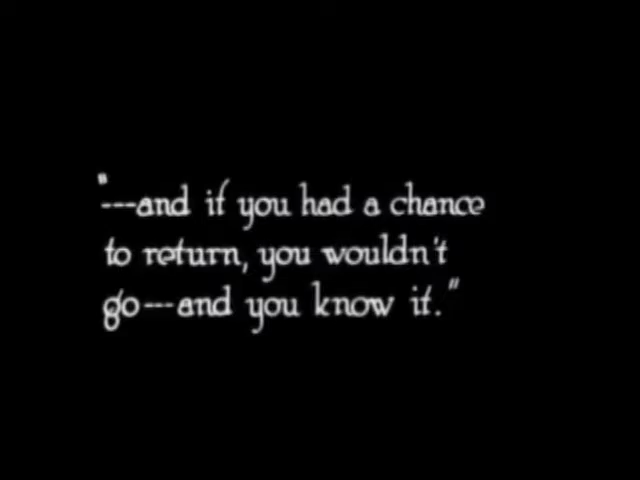 "---and if you had a chance
to return, you wouldn't
go---and you know it."